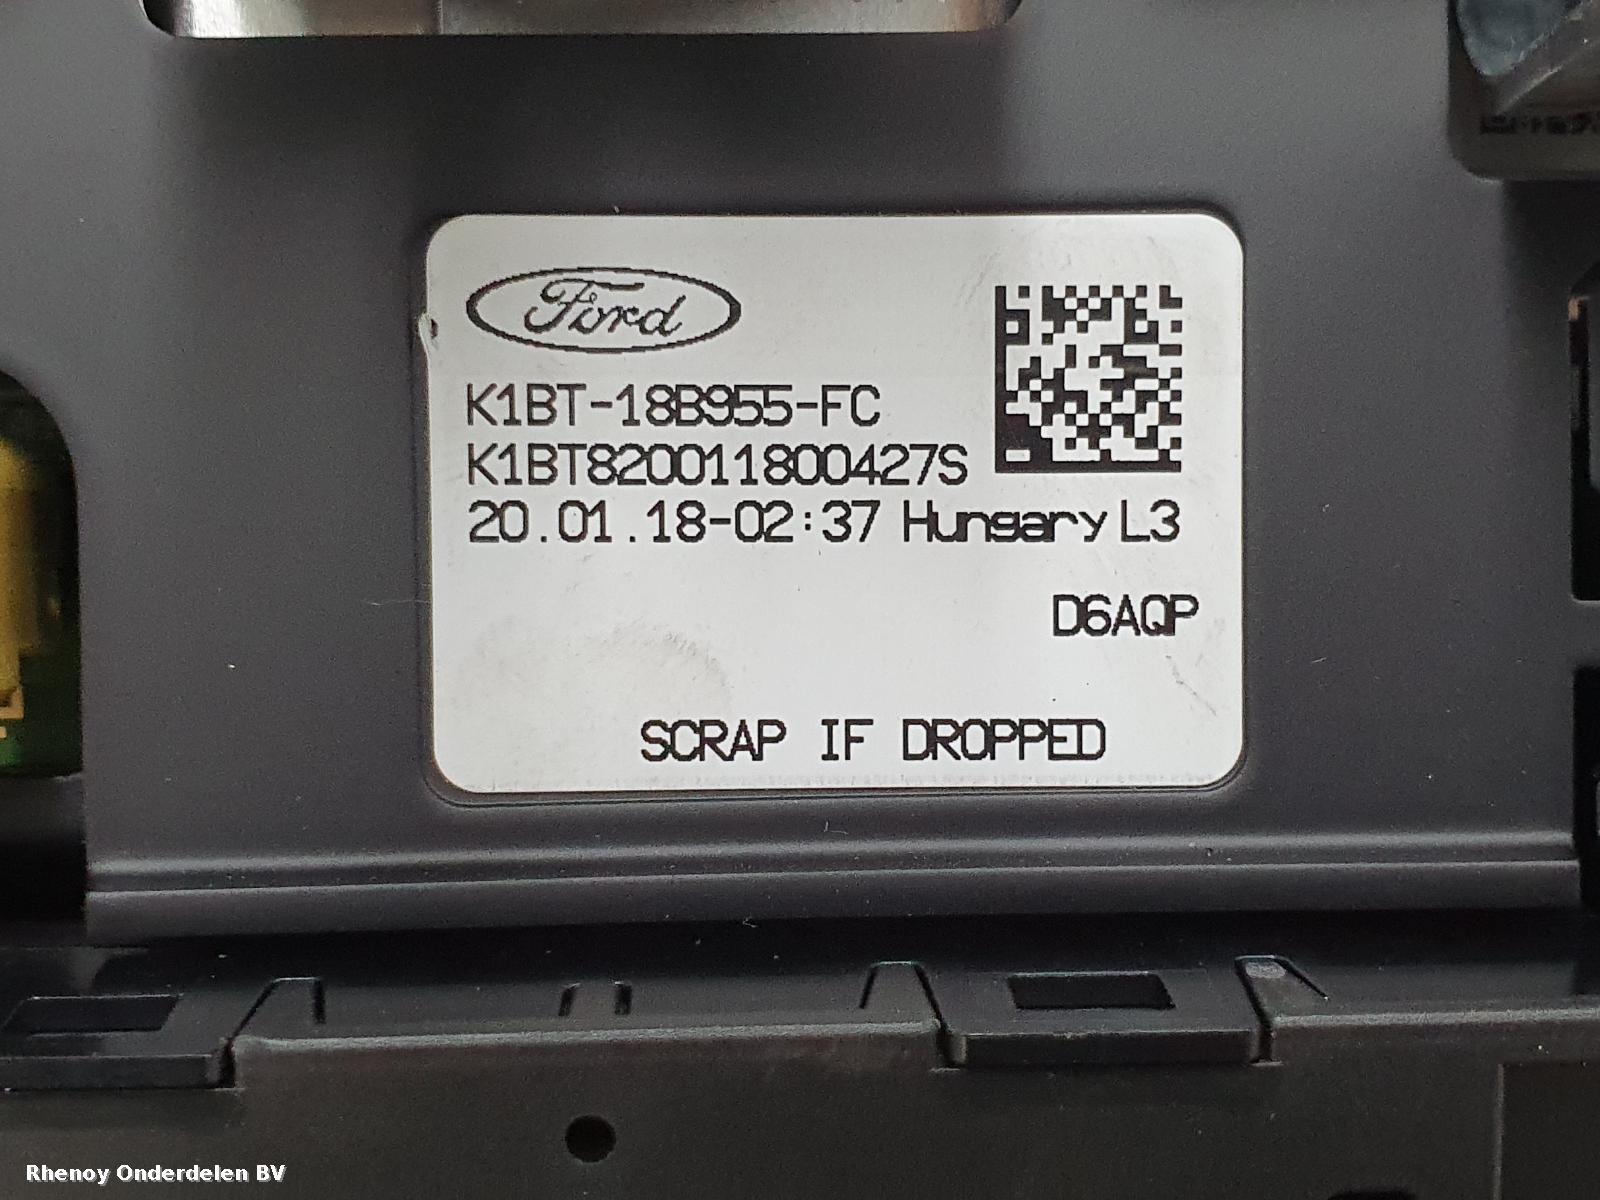 Ford
K1BT-18B955-FC
K1BT820011800427S
20.01.18-02:37 Hungary L3
D6AQP
SCRAP IF DROPPED
Rhenoy Onderdelen BV